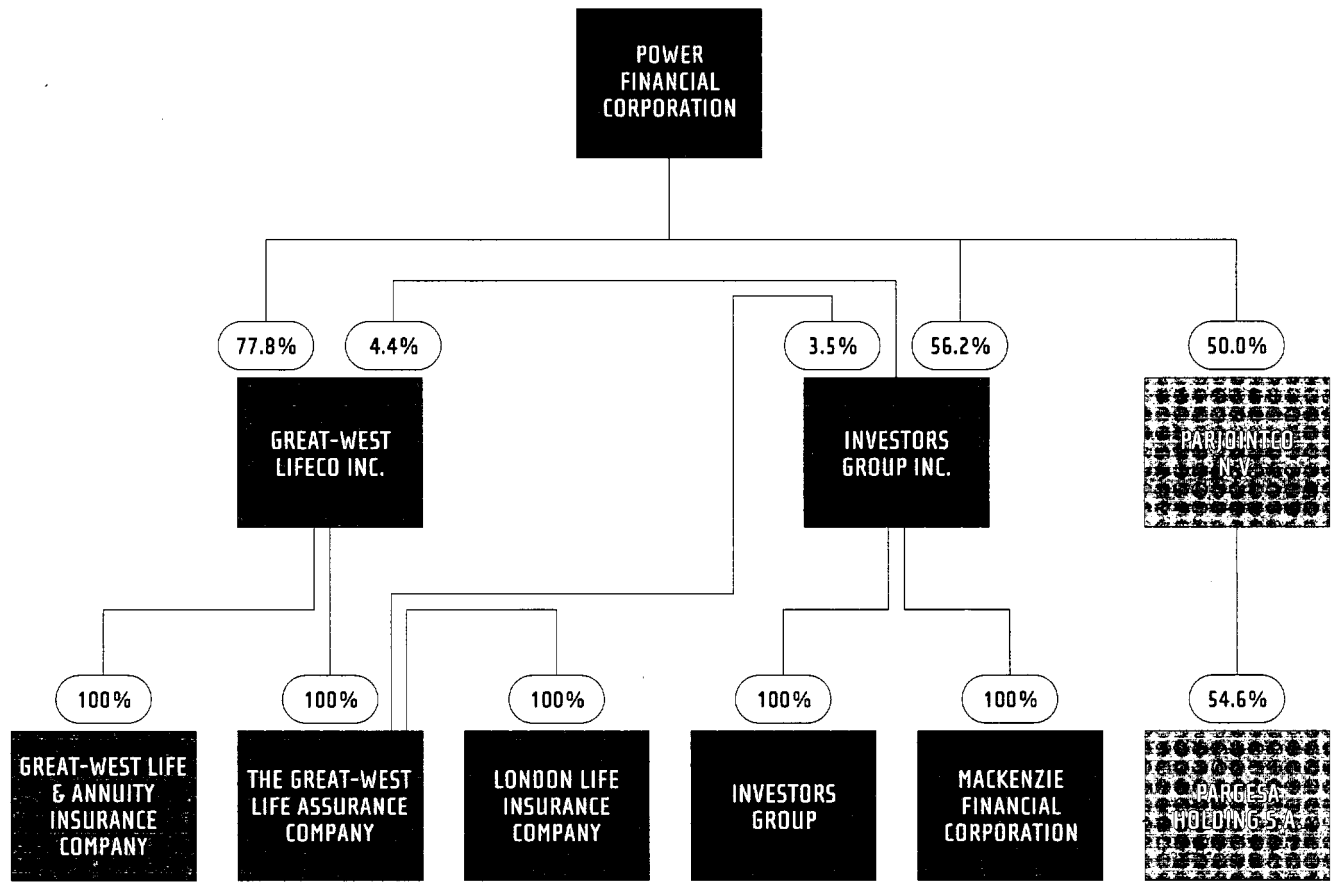 POWER
FINANCIAL
CORPORATION
77.8%
4.4%
3.5%
56.2%
50.0%
GREAT-WEST
LIFECO INC.
INVESTORS
GROUP INC.
PARJOINTCO
N.V.
100%
100%
100%
100%
100%
54.6%
GREAT-WEST LIFE
& ANNUITY
INSURANCE
COMPANY
THE GREAT-WEST
LIFE ASSURANCE
COMPANY
LONDON LIFE
INSURANCE
COMPANY
INVESTORS
GROUP
MACKENZIE
FINANCIAL
CORPORATION
PARGESA
HOLDING S.A.